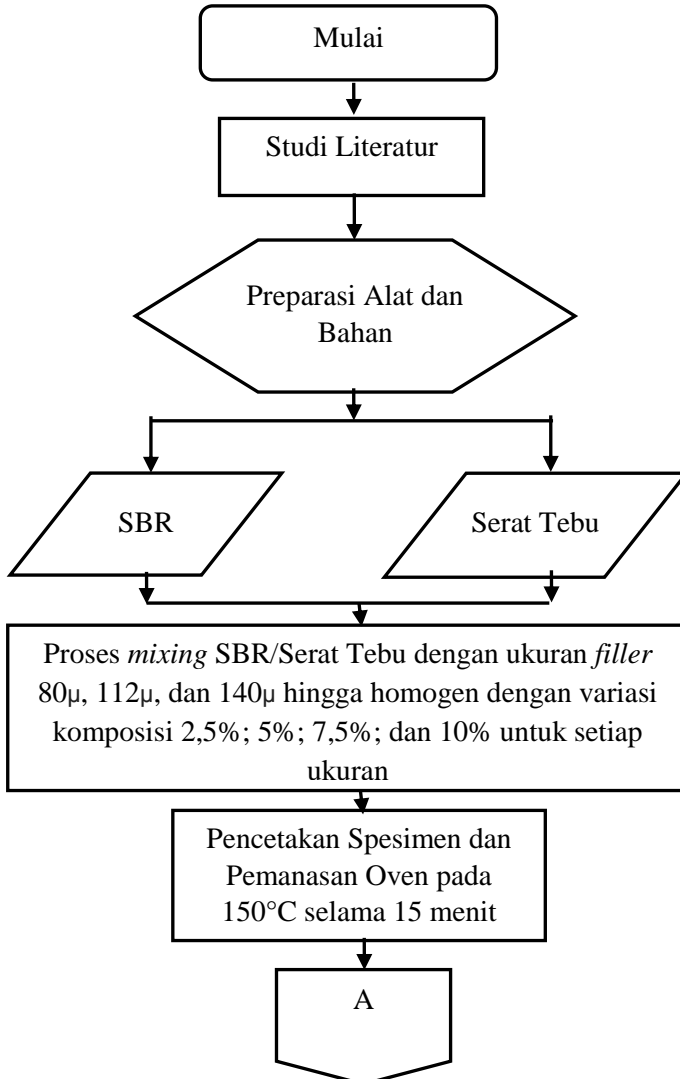 Mulai
Studi Literatur
Preparasi Alat dan
Bahan
SBR
Serat Tebu
Proses mixing SBR/Serat Tebu dengan ukuran filler
80µ, 112µ, dan 140µ hingga homogen dengan variasi
komposisi 2,5%; 5%; 7,5%; dan 10% untuk setiap
ukuran
Pencetakan Spesimen dan
Pemanasan Oven pada
150°C selama 15 menit
A